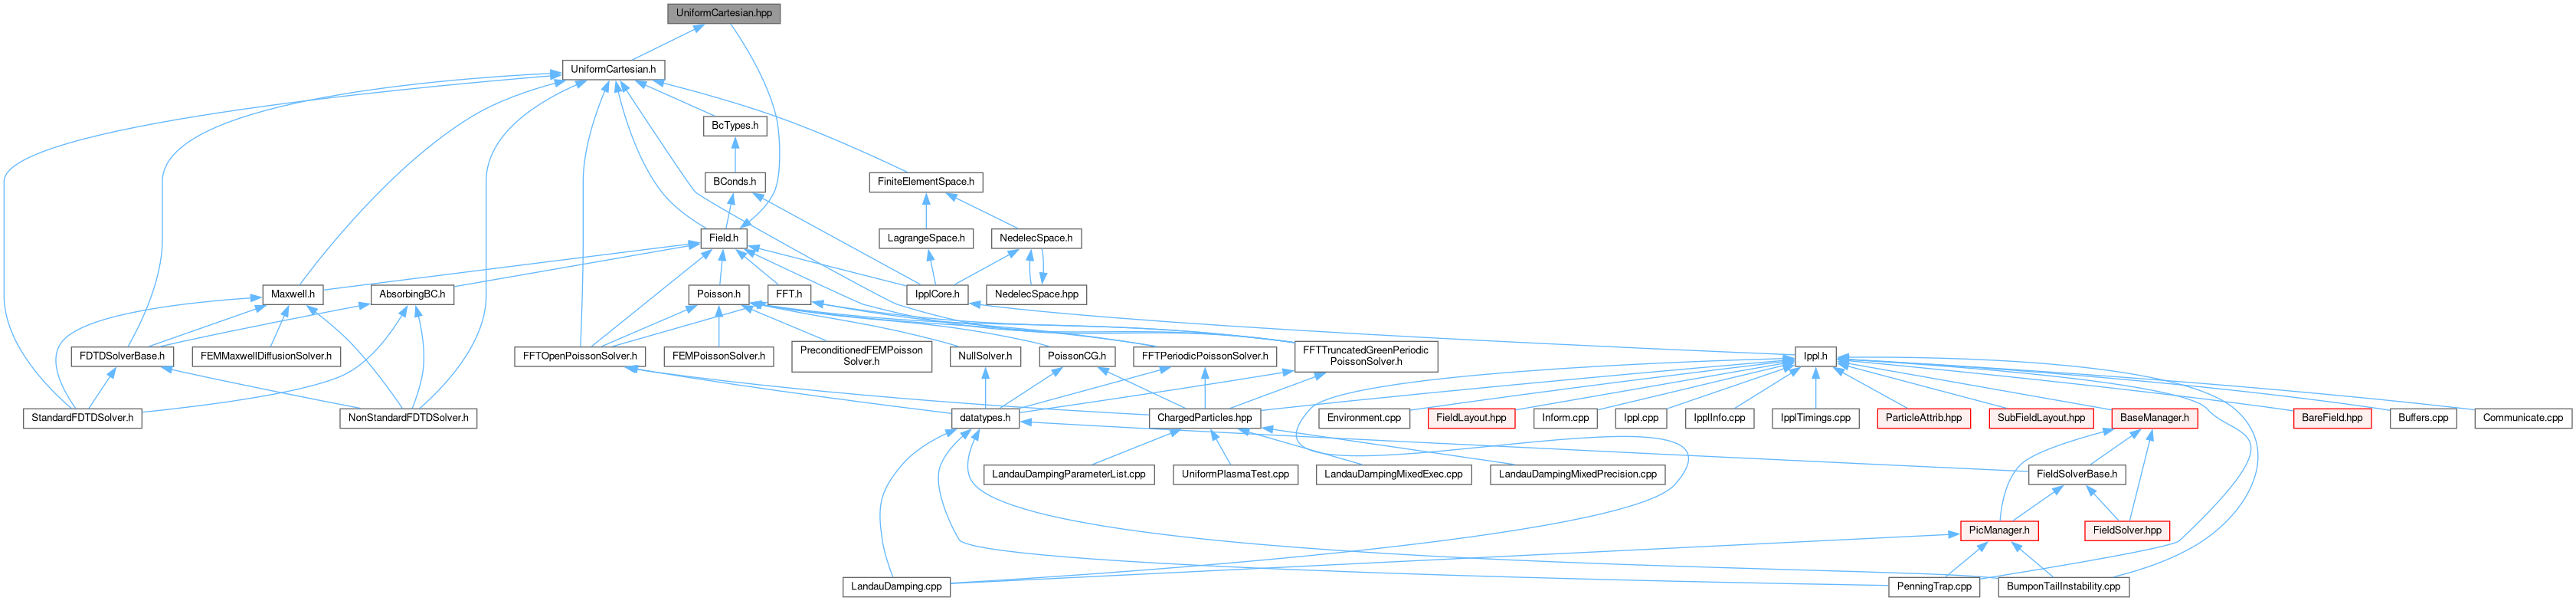 UniformCartesian.hpp
UniformCartesian.h
BcTypes.h
BConds.h
FiniteElementSpace.h
Field.h
LagrangeSpace.h
NedelecSpace.h
Maxwell.h
AbsorbingBC.h
Poisson.h
FFT.h
IpplCore.h
NedelecSpace.hpp
FDTDSolverBase.h
FEMMaxwellDiffusionSolver.h
FFTOpenPoissonSolver.h
FEMPoissonSolver.h
PreconditionedFEMPoisson
Solver.h
NullSolver.h
PoissonCG.h
FFTPeriodicPoissonSolver.h
FFTTruncatedGreenPeriodic
PoissonSolver.h
Ippl.h
StandardFDTDSolver.h
NonStandardFDTDSolver.h
datatypes.h
ChargedParticles.hpp
Environment.cpp
FieldLayout.hpp
Inform.cpp
Ippl.cpp
IpplInfo.cpp
IpplTimings.cpp
ParticleAttrib.hpp
SubFieldLayout.hpp
BaseManager.h
BareField.hpp
Buffers.cpp
Communicate.cpp
LandauDampingParameterList.cpp
UniformPlasmaTest.cpp
LandauDampingMixedExec.cpp
LandauDampingMixedPrecision.cpp
FieldSolverBase.h
PicManager.h
FieldSolver.hpp
LandauDamping.cpp
PenningTrap.cpp
BumponTailInstability.cpp